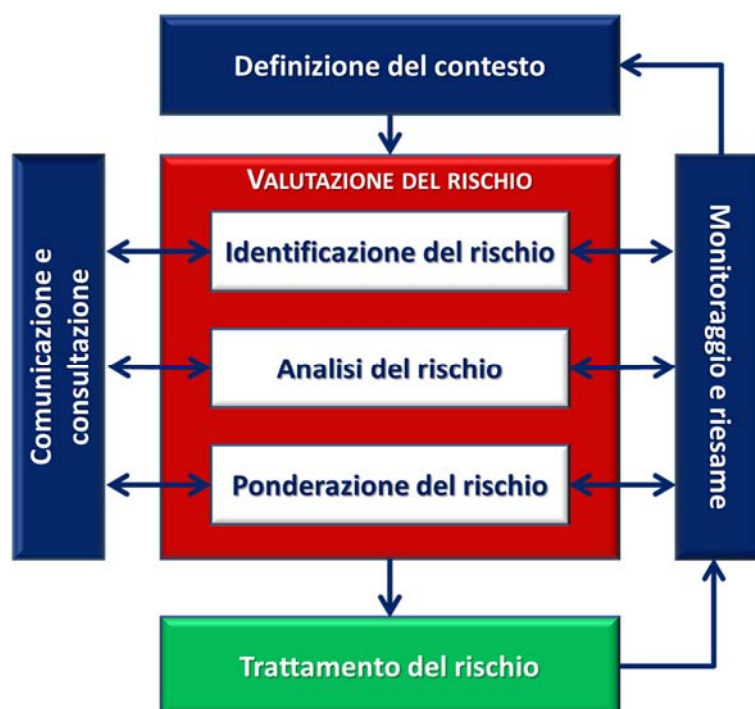 Definizione del contesto
VALUTAZIONE DEL RISCHIO
Identificazione del rischio
Analisi del rischio
Ponderazione del rischio
Comunicazione e
consultazione
Monitoraggio e riesame
Trattamento del rischio